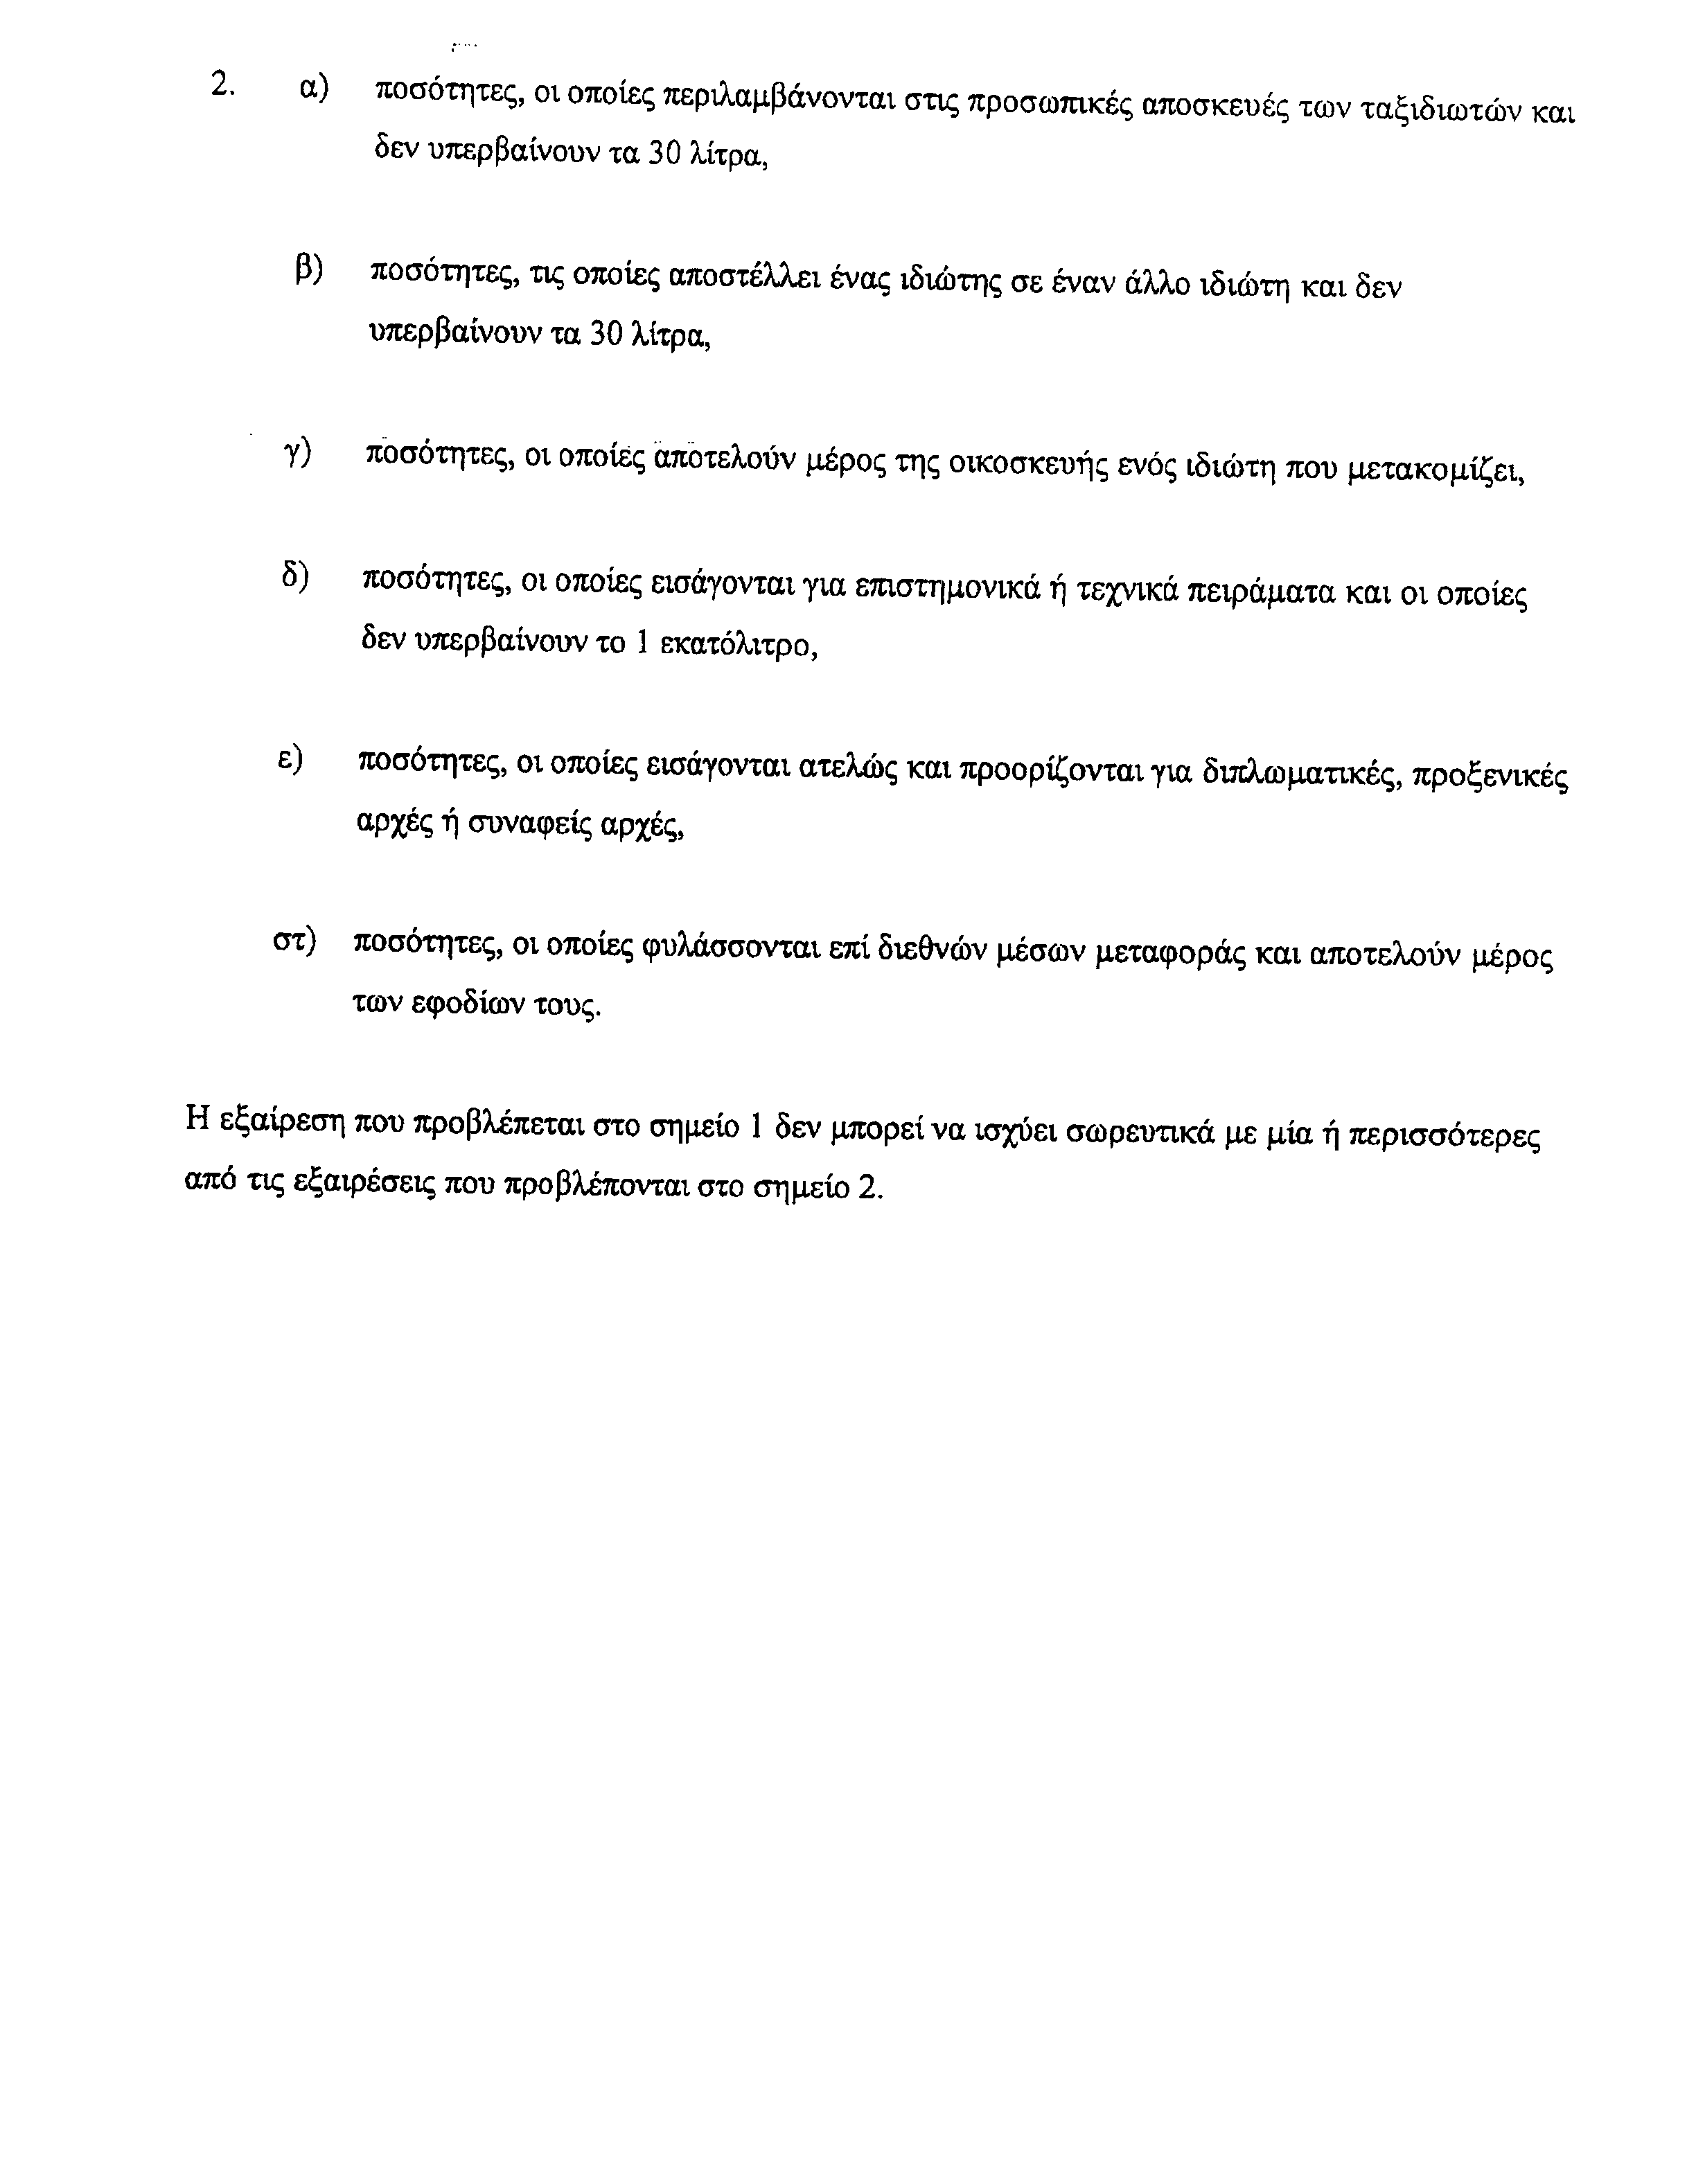 2. α) ποσότητες, οι οποίες περιλαμβάνονται στις προσωπικές αποσκευές των ταξιδιωτών και
δεν υπερβαίνουν τα 30 λίτρα,
β) ποσότητες, τις οποίες αποστέλλει ένας ιδιώτης σε έναν άλλο ιδιώτη και δεν
υπερβαίνουν τα 30 λίτρα,
γ) ποσότητες, οι οποίες αποτελούν μέρος της οικοσκευής ενός ιδιώτη που μετακομίζει,
δ) ποσότητες, οι οποίες εισάγονται για επιστημονικά ή τεχνικά πειράματα και οι οποίες
δεν υπερβαίνουν το 1 εκατόλιτρο,
ε) ποσότητες, οι οποίες εισάγονται ατελώς και προορίζονται για διπλωματικές, προξενικές
αρχές ή συναφείς αρχές,
στ) ποσότητες, οι οποίες φυλάσσονται επί διεθνών μέσων μεταφοράς και αποτελούν μέρος
των εφοδίων τους.
Η εξαίρεση που προβλέπεται στο σημείο 1 δεν μπορεί να ισχύει σωρευτικά με μία ή περισσότερες
από τις εξαιρέσεις που προβλέπονται στο σημείο 2.